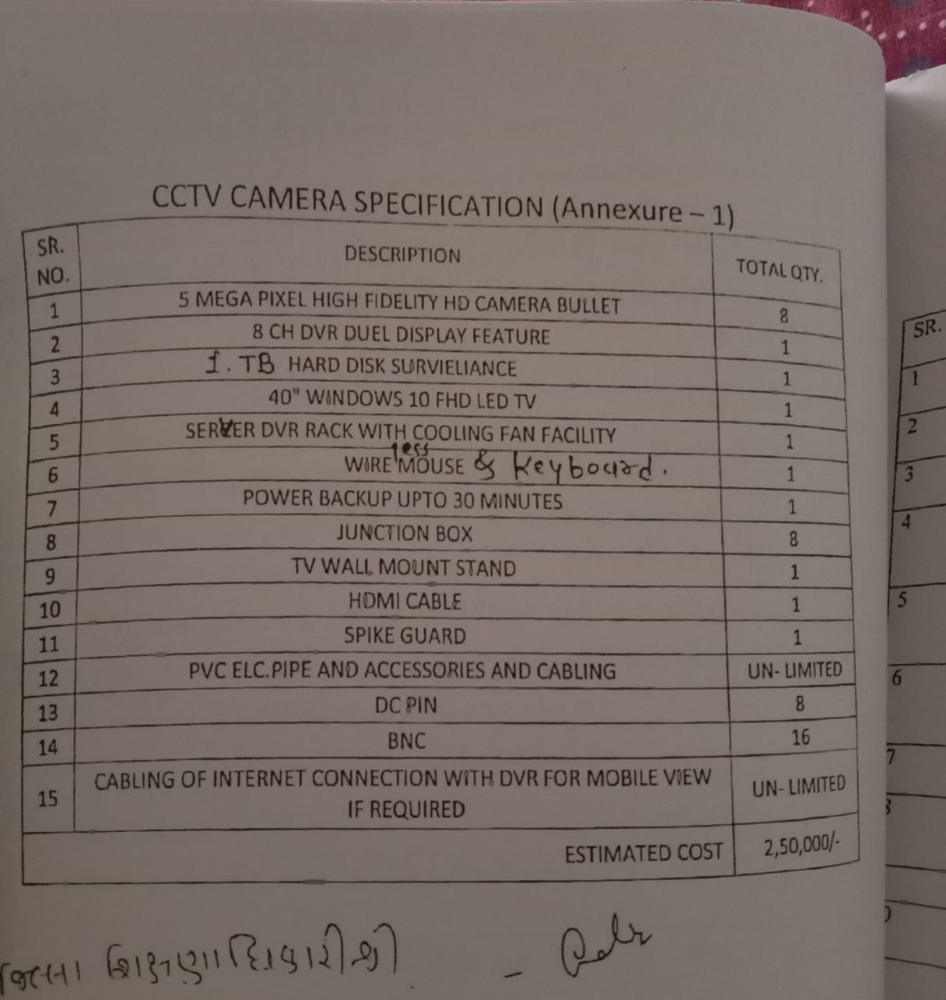 CCTV CAMERA SPECIFICATION (Annexure – 1)
SR. NO. DESCRIPTION TOTAL QTY.
1 5 MEGA PIXEL HIGH FIDELITY HD CAMERA BULLET 8
2 8 CH DVR DUEL DISPLAY FEATURE 1
3 1. TB HARD DISK SURVIELIANCE 1
4 40" WINDOWS 10 FHD LED TV 1
5 SERVER DVR RACK WITH COOLING FAN FACILITY 1
6 WIRE less MOUSE & Keyboard. 1
7 POWER BACKUP UPTO 30 MINUTES 1
8 JUNCTION BOX 8
9 TV WALL MOUNT STAND 1
10 HDMI CABLE 1
11 SPIKE GUARD 1
12 PVC ELC.PIPE AND ACCESSORIES AND CABLING UN- LIMITED
13 DC PIN 8
14 BNC 16
15 CABLING OF INTERNET CONNECTION WITH DVR FOR MOBILE VIEW
IF REQUIRED UN- LIMITED
ESTIMATED COST 2,50,000/-
જિલ્લા શિક્ષણાધિકારીશ્રી -
SR.
1
2
3
4
5
6
7